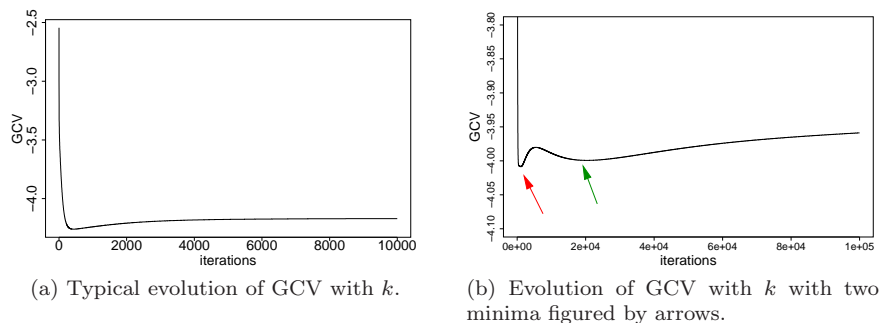 -2.5
-3.0
-3.5
-4.0
GCV
0
2000
4000
6000
8000
10000
iterations
(a) Typical evolution of GCV with k.
-3.80
-3.85
-3.90
-3.95
-4.00
-4.05
-4.10
GCV
0e+00
2e+04
4e+04
6e+04
8e+04
1e+05
iterations
(b) Evolution of GCV with k with two
minima figured by arrows.